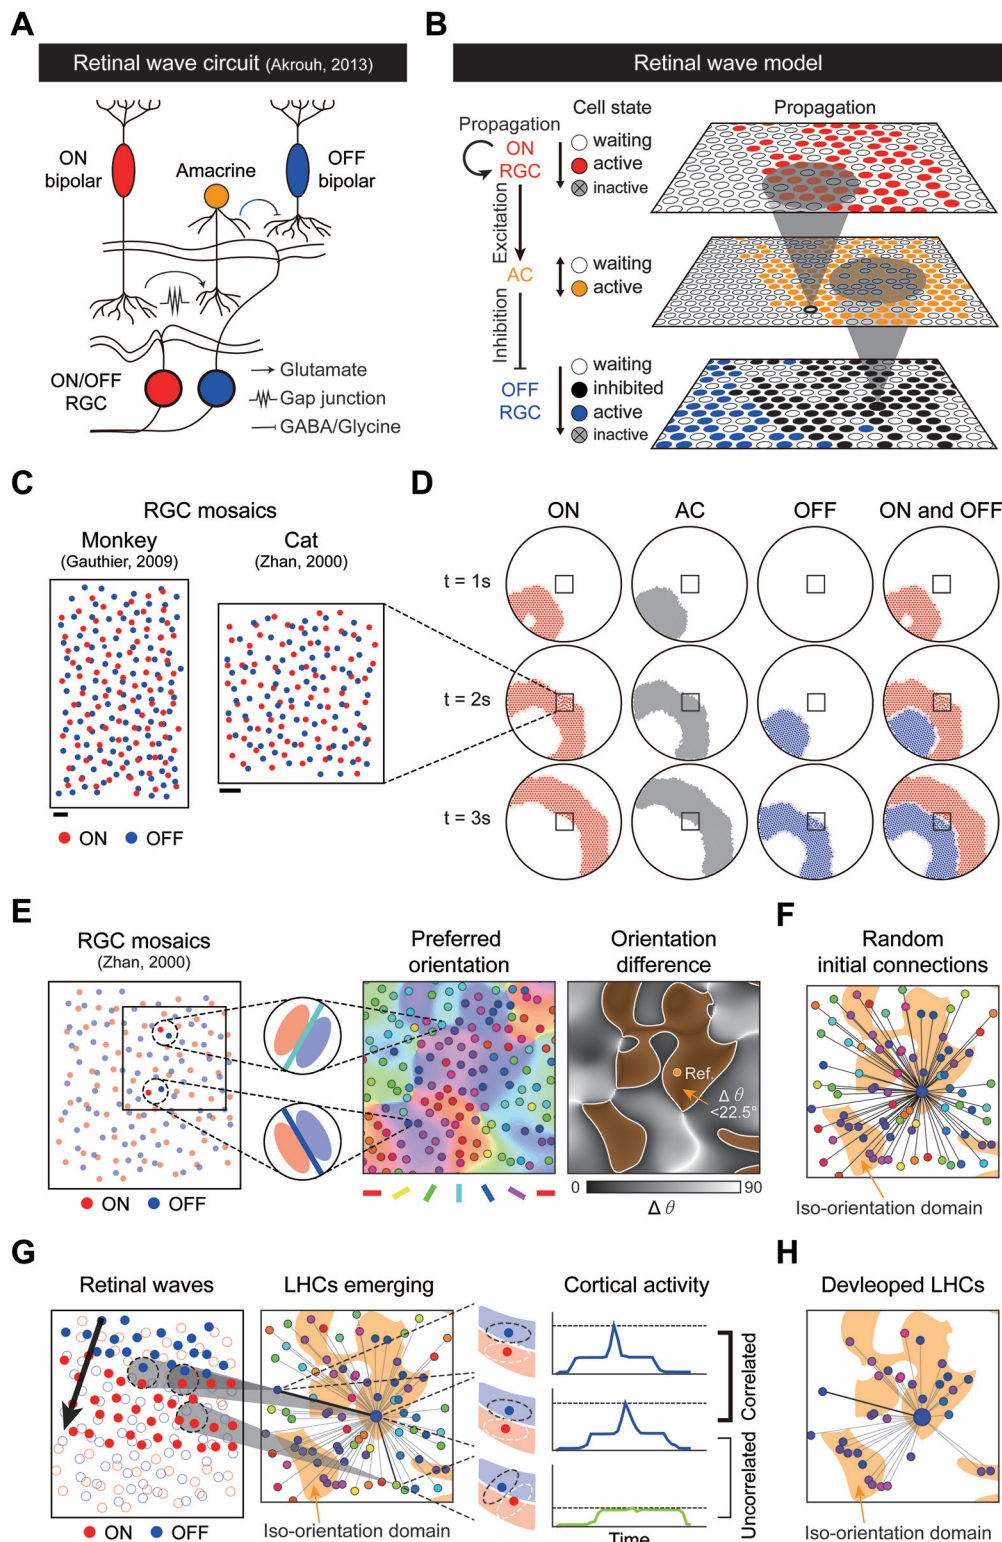 A
Retinal wave circuit (Akrouh, 2013)
ON
bipolar
Amacrine
OFF
bipolar
ON/OFF
RGC
Glutamate
Gap junction
GABA/Glycine
B
Retinal wave model
Propagation
ON
RGC
Excitation
AC
Inhibition
OFF
RGC
Cell state
waiting
active
inactive
waiting
active
waiting
inhibited
active
inactive
Propagation
C
RGC mosaics
Monkey
(Gauthier, 2009)
Cat
(Zhan, 2000)
ON OFF
D
ON AC OFF ON and OFF
t = 1s
t = 2s
t = 3s
E
RGC mosaics
(Zhan, 2000)
ON OFF
Preferred
orientation
Orientation
difference
Ref.
Δ θ
<22.5°
0 90
Δ θ
F
Random
initial connections
Iso-orientation domain
G
Retinal waves
ON OFF
LHCs emerging
Iso-orientation domain
Cortical activity
Time
Correlated
Uncorrelated
H
Devleoped LHCs
Iso-orientation domain